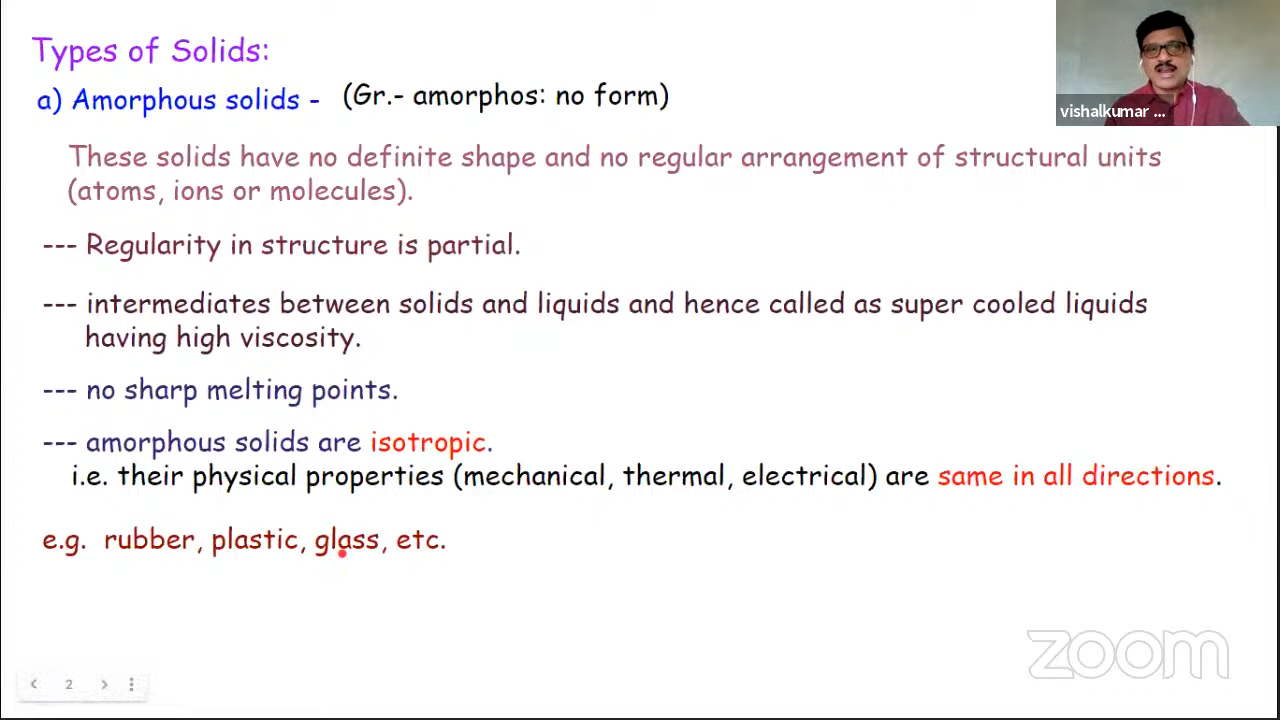 Types of Solids:
a) Amorphous solids - (Gr.- amorphos: no form)
These solids have no definite shape and no regular arrangement of structural units
(atoms, ions or molecules).
--- Regularity in structure is partial.
--- intermediates between solids and liquids and hence called as super cooled liquids
having high viscosity.
--- no sharp melting points.
--- amorphous solids are isotropic.
i.e. their physical properties (mechanical, thermal, electrical) are same in all directions.
e.g. rubber, plastic, glass, etc.
vishalkumar ...
zoom
2